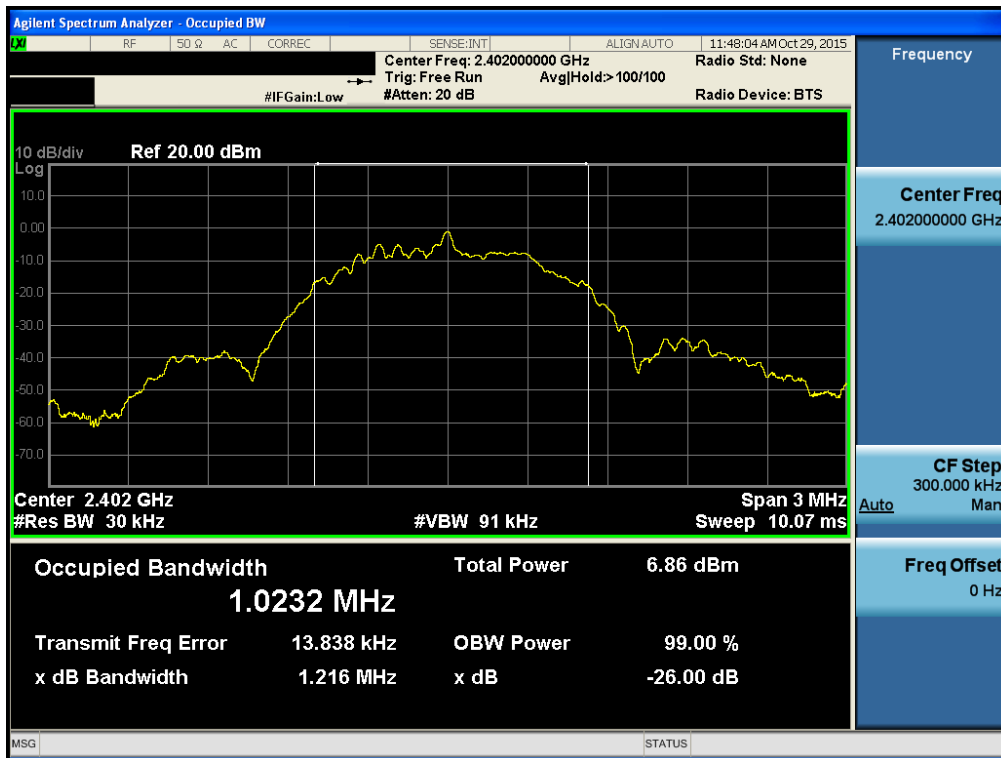 Agilent Spectrum Analyzer - Occupied BW
LXI RF 50 Ω AC CORREC SENSE:INT ALIGN AUTO 11:48:04 AM Oct 29, 2015
Center Freq: 2.402000000 GHz Radio Std: None
Trig: Free Run Avg|Hold:> 100/100
#IFGain:Low #Atten: 20 dB Radio Device: BTS
10 dB/div Ref 20.00 dBm
Log
10.0
0.00
-10.0
-20.0
-30.0
-40.0
-50.0
-60.0
-70.0
Center 2.402 GHz Span 3 MHz
#Res BW 30 kHz #VBW 91 kHz Sweep 10.07 ms
Occupied Bandwidth Total Power 6.86 dBm
1.0232 MHz
Transmit Freq Error 13.838 kHz OBW Power 99.00 %
x dB Bandwidth 1.216 MHz x dB -26.00 dB
MSG STATUS
Frequency
Center Freq
2.402000000 GHz
CF Step
300.000 kHz
Auto Man
Freq Offset
0 Hz